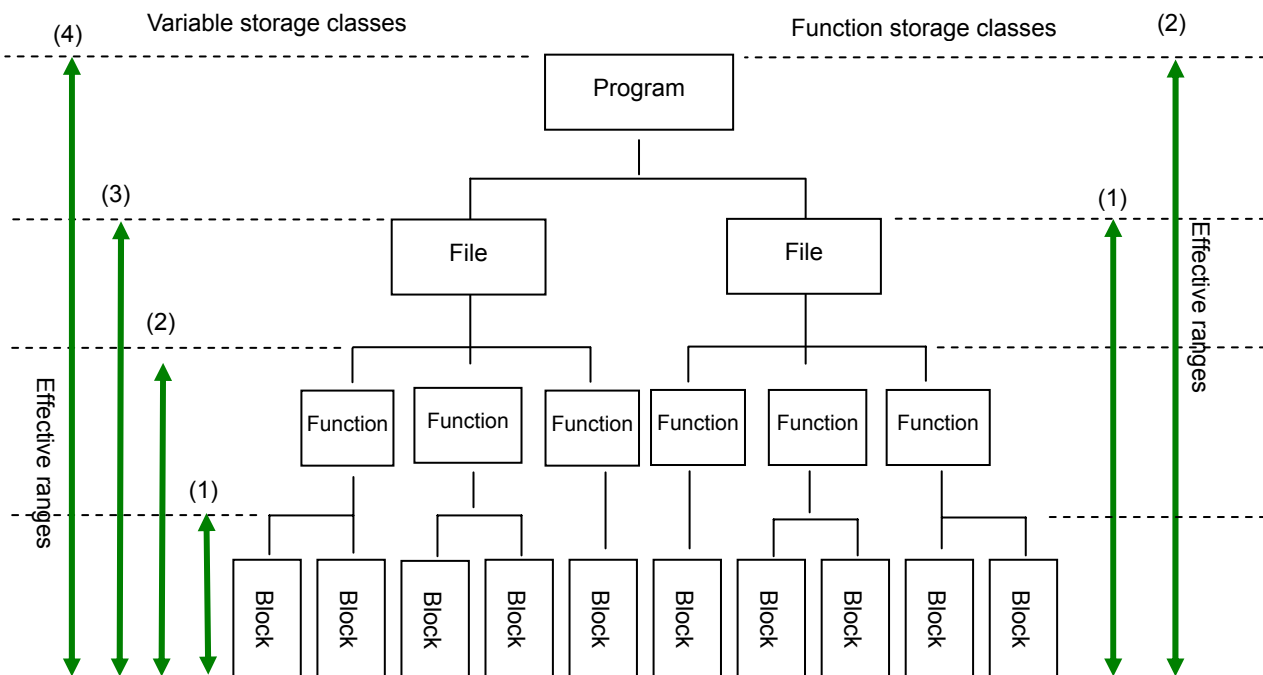 Variable storage classes
Function storage classes
(4)
(2)
Program
(3)
(1)
File
File
Effective ranges
(2)
Effective ranges
Function
Function
Function
Function
Function
Function
(1)
Block
Block
Block
Block
Block
Block
Block
Block
Block
Block